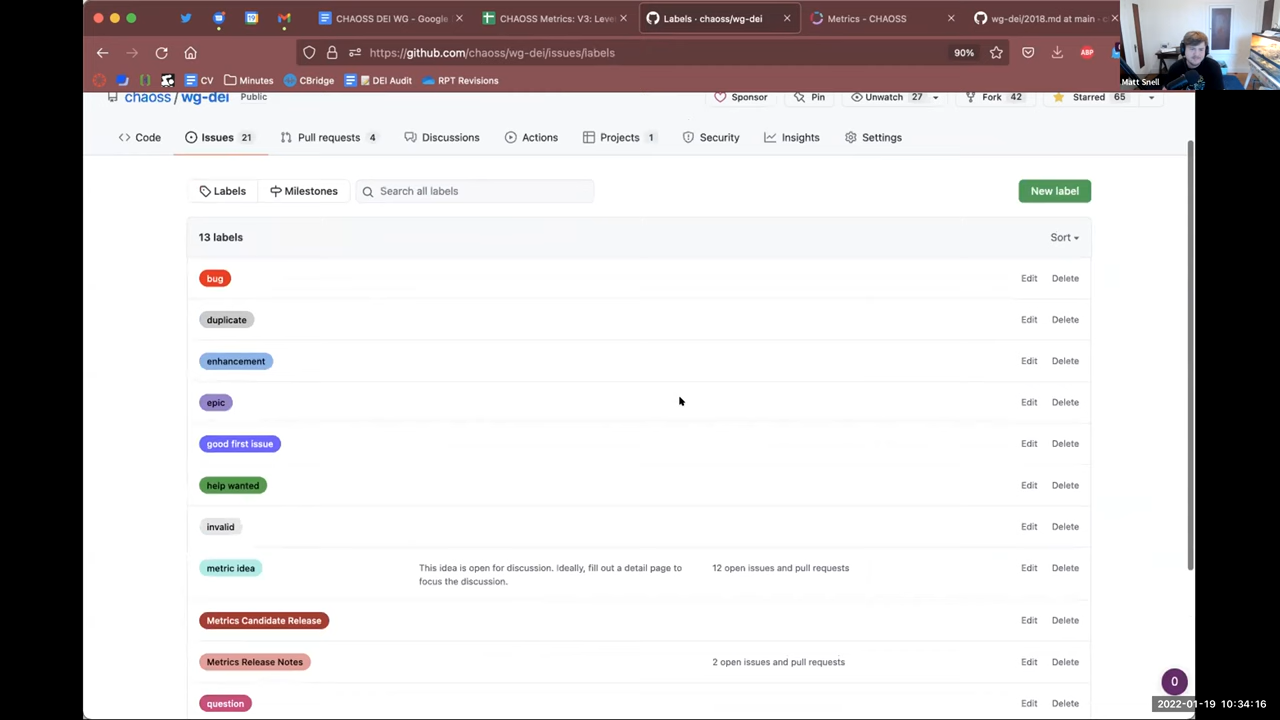 CHAOSS DEI WG - Google
CHAOSS Metrics: V3: Leve
Labels · chaoss/wg-dei
Metrics - CHAOSS
wg-dei/2018.md at main · c
https://github.com/chaoss/wg-dei/issues/labels
90%
ABP
Matt Snell
CV
Minutes
CBridge
DEI Audit
RPT Revisions
chaoss / wg-dei
Public
Sponsor
Pin
Unwatch 27
Fork 42
Starred 65
Code
Issues 21
Pull requests 4
Discussions
Actions
Projects 1
Security
Insights
Settings
Labels
Milestones
Search all labels
New label
13 labels
Sort
bug
Edit Delete
duplicate
Edit Delete
enhancement
Edit Delete
epic
Edit Delete
good first issue
Edit Delete
help wanted
Edit Delete
invalid
Edit Delete
metric idea
This idea is open for discussion. Ideally, fill out a detail page to
focus the discussion.
12 open issues and pull requests
Edit Delete
Metrics Candidate Release
Edit Delete
Metrics Release Notes
2 open issues and pull requests
Edit Delete
question
Edit Delete
0
2022-01-19 10:34:16